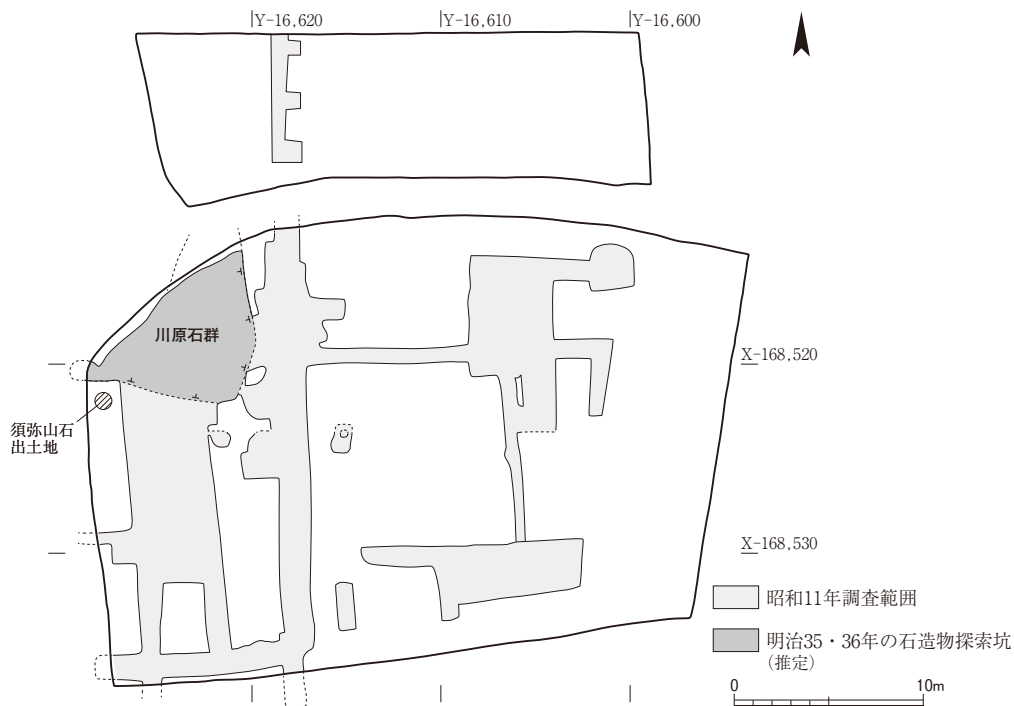 Y-16,620
Y-16,610
Y-16,600
川原石群
X-168,520
須弥山石
出土地
X-168,530
昭和11年調査範囲
明治35・36年の石造物探索坑
(推定)
0
10m